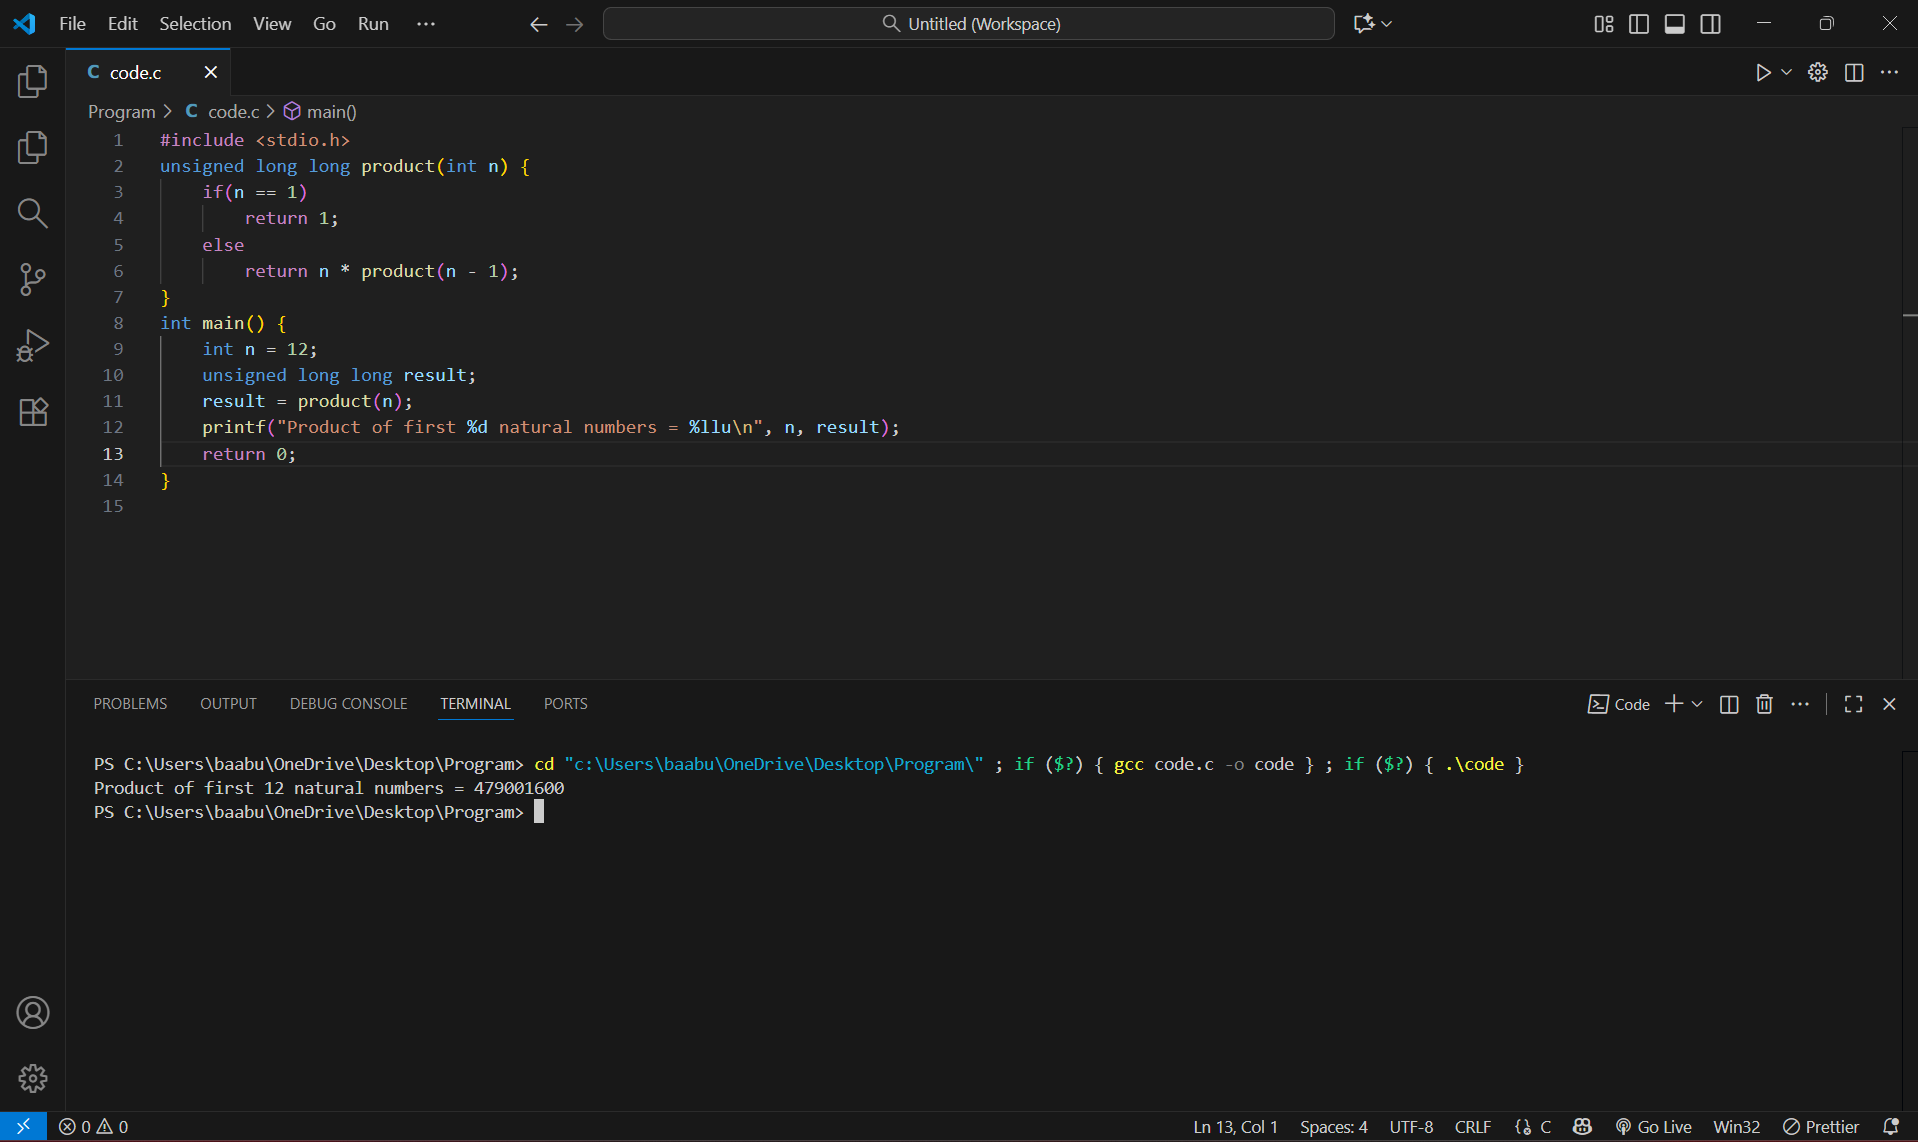 File Edit Selection View Go Run ··· Untitled (Workspace)
C code.c
Program > C code.c > main()
1 #include <stdio.h>
2 unsigned long long product(int n) {
3     if(n == 1)
4         return 1;
5     else
6         return n * product(n - 1);
7 }
8 int main() {
9     int n = 12;
10     unsigned long long result;
11     result = product(n);
12     printf("Product of first %d natural numbers = %llu\n", n, result);
13     return 0;
14 }
15
PROBLEMS OUTPUT DEBUG CONSOLE TERMINAL PORTS Code
PS C:\Users\baabu\OneDrive\Desktop\Program> cd "c:\Users\baabu\OneDrive\Desktop\Program\" ; if ($?) { gcc code.c -o code } ; if ($?) { .\code }
Product of first 12 natural numbers = 479001600
PS C:\Users\baabu\OneDrive\Desktop\Program>
0 0 Ln 13, Col 1 Spaces: 4 UTF-8 CRLF C Go Live Win32 Prettier